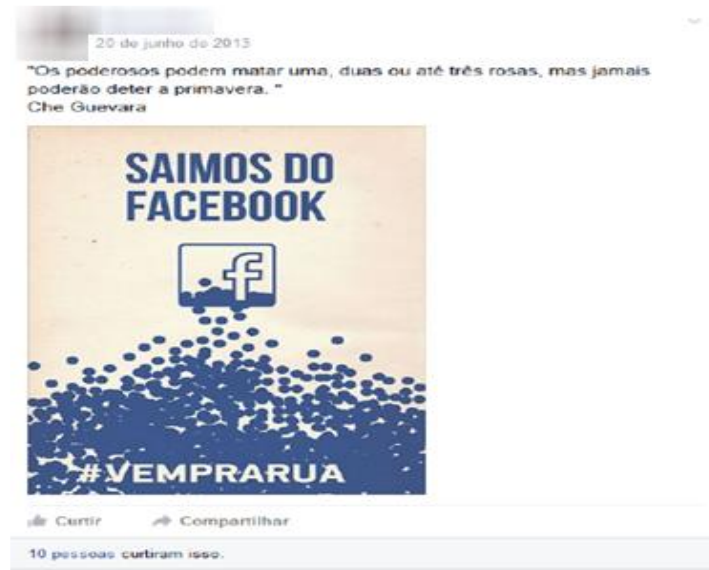 20 de junho de 2013
"Os poderosos podem matar uma, duas ou até três rosas, mas jamais
poderão deter a primavera. "
Che Guevara
SAIMOS DO
FACEBOOK
f
#VEMPRARUA
Curtir Compartilhar
10 pessoas curtiram isso.